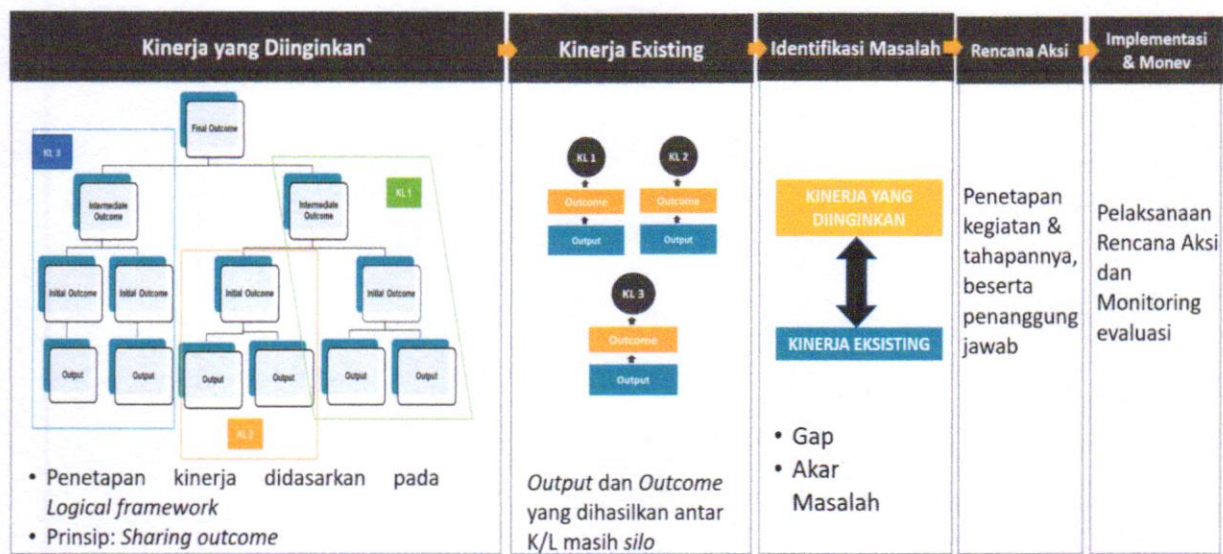 Kinerja yang Diinginkan`
Kinerja Existing
Identifikasi Masalah
Rencana Aksi
Implementasi
& Monev
Final Outcome
KL 3
KL 1
Intermediate
Outcome
Intermediate
Outcome
Initial Outcome
Initial Outcome
Initial Outcome
Initial Outcome
Output
Output
Output
Output
Output
Output
KL 2
• Penetapan kinerja didasarkan pada
Logical framework
• Prinsip: Sharing outcome
KL 1
KL 2
Outcome
Outcome
Output
Output
KL 3
Outcome
Output
Output dan Outcome
yang dihasilkan antar
K/L masih silo
KINERJA YANG
DIINGINKAN
KINERJA EKSISTING
• Gap
• Akar
Masalah
Penetapan
kegiatan &
tahapannya,
beserta
penanggung
jawab
Pelaksanaan
Rencana Aksi
dan
Monitoring
evaluasi